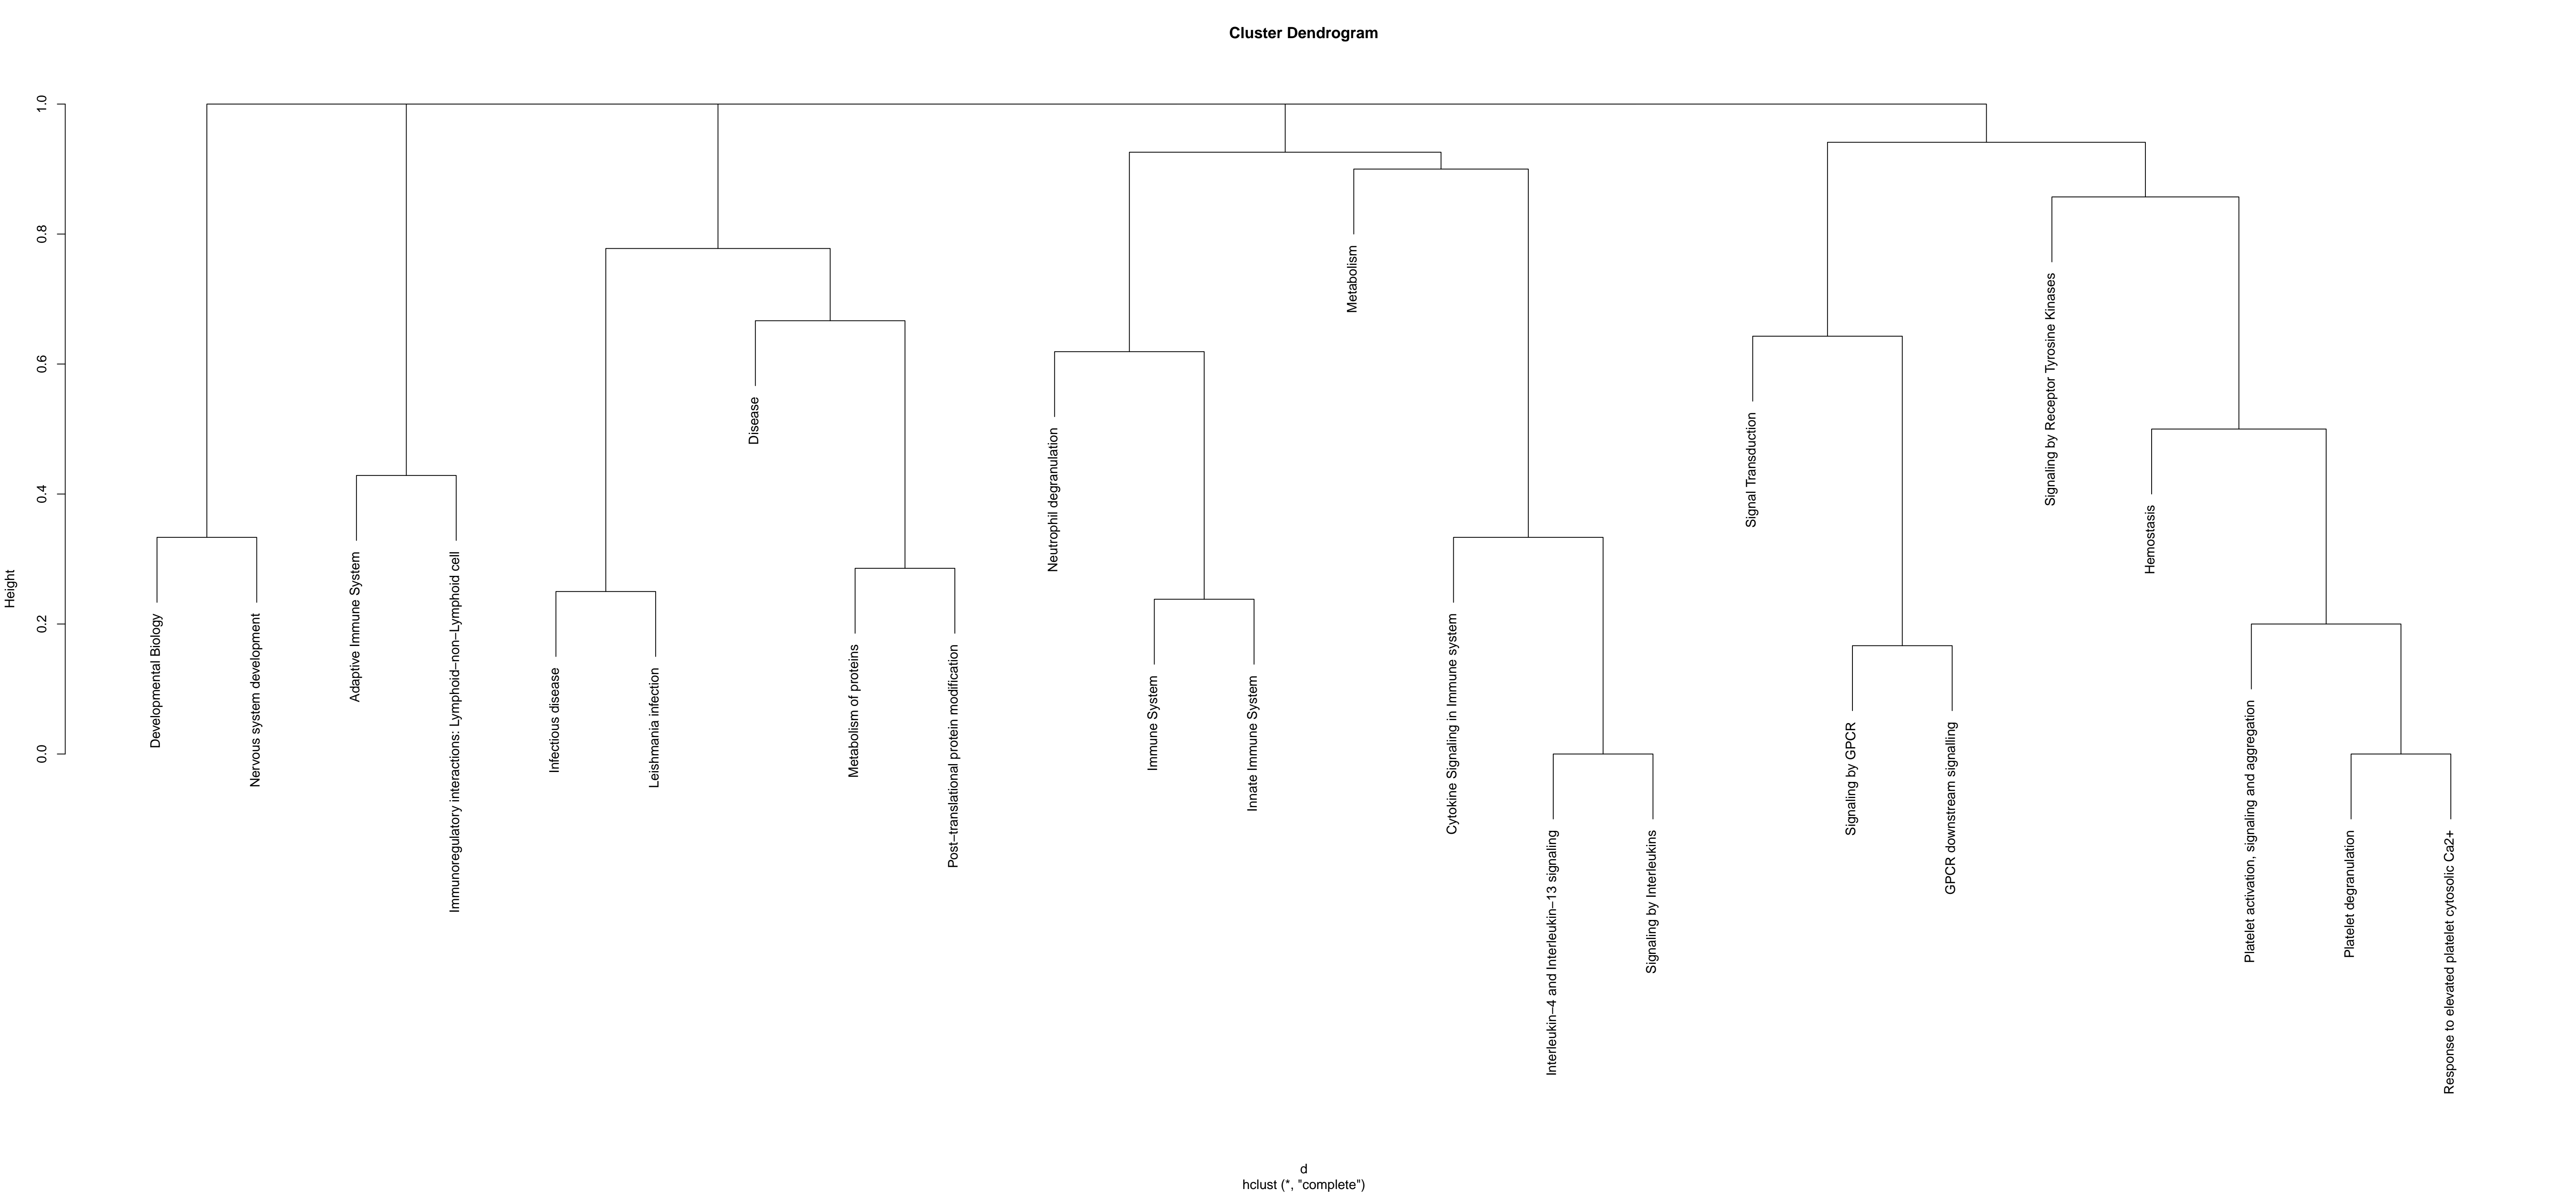 Cluster Dendrogram
Height
1.0
0.8
0.6
0.4
0.2
0.0
Developmental Biology
Nervous system development
Adaptive Immune System
Immunoregulatory interactions: Lymphoid−non−Lymphoid cell
Infectious disease
Leishmania infection
Disease
Metabolism of proteins
Post−translational protein modification
Neutrophil degranulation
Immune System
Innate Immune System
Metabolism
Cytokine Signaling in Immune system
Interleukin−4 and Interleukin−13 signaling
Signaling by Interleukins
Signal Transduction
Signaling by GPCR
GPCR downstream signalling
Signaling by Receptor Tyrosine Kinases
Hemostasis
Platelet activation, signaling and aggregation
Platelet degranulation
Response to elevated platelet cytosolic Ca2+
d
hclust (*, "complete")